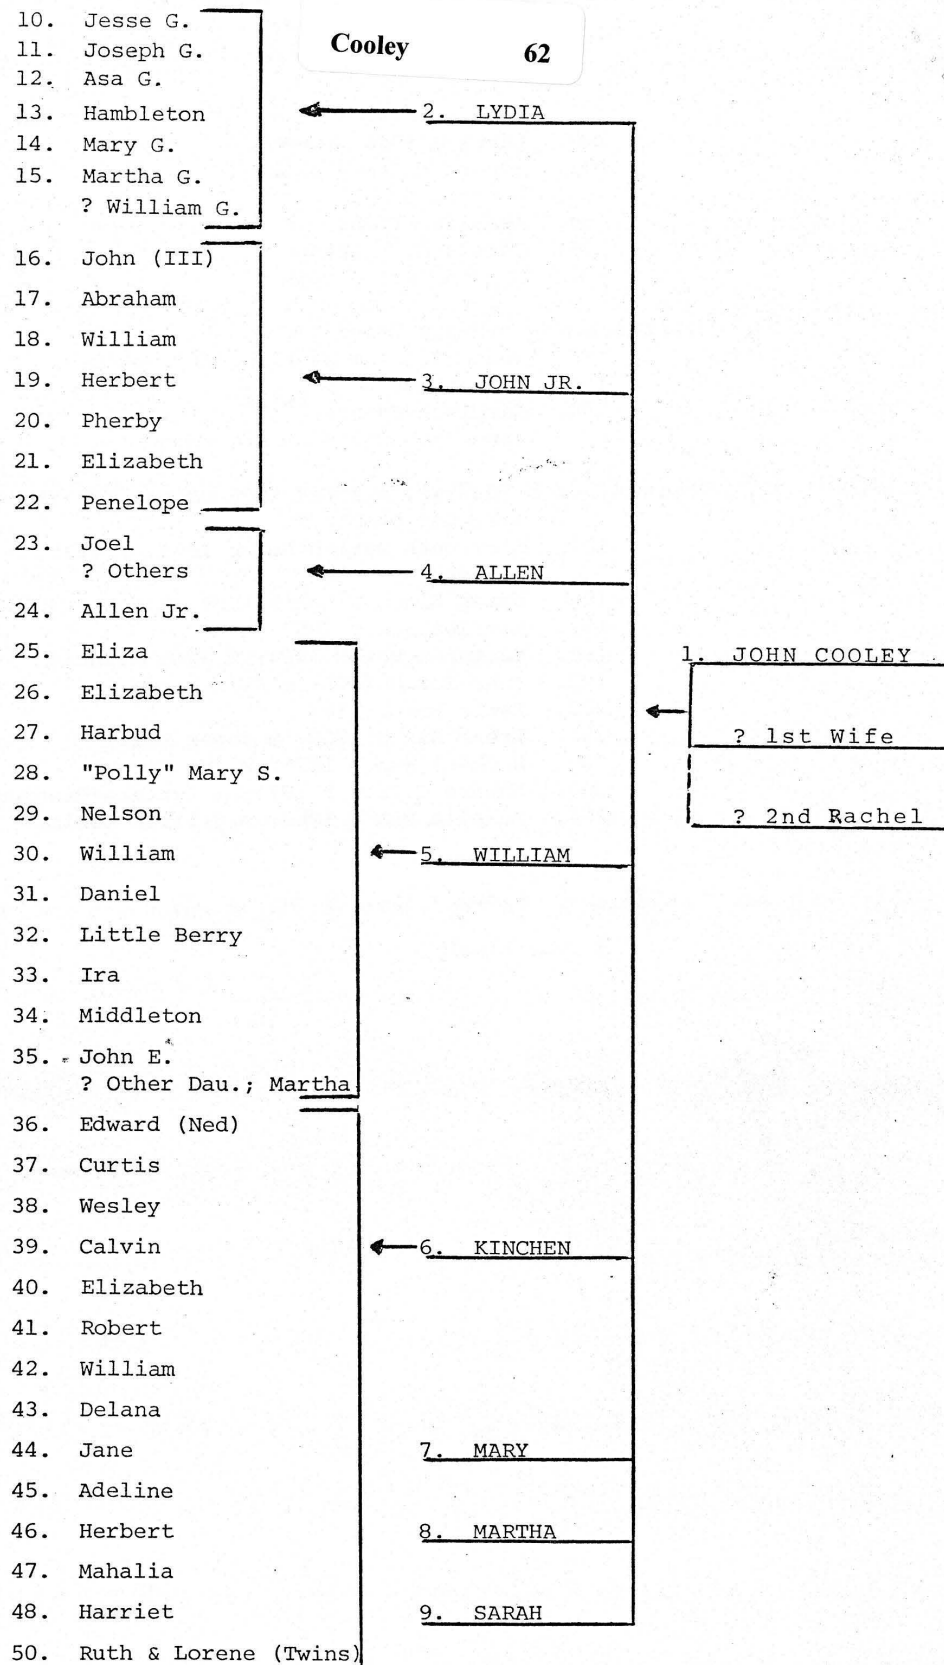 Cooley 62
10. Jesse G.
11. Joseph G.
12. Asa G.
13. Hambleton
14. Mary G.
15. Martha G.
? William G.
16. John (III)
17. Abraham
18. William
19. Herbert
20. Pherby
21. Elizabeth
22. Penelope
23. Joel
? Others
24. Allen Jr.
25. Eliza
26. Elizabeth
27. Harbud
28. "Polly" Mary S.
29. Nelson
30. William
31. Daniel
32. Little Berry
33. Ira
34. Middleton
35. John E.
? Other Dau.; Martha
36. Edward (Ned)
37. Curtis
38. Wesley
39. Calvin
40. Elizabeth
41. Robert
42. William
43. Delana
44. Jane
45. Adeline
46. Herbert
47. Mahalia
48. Harriet
50. Ruth & Lorene (Twins)
2. LYDIA
3. JOHN JR.
4. ALLEN
5. WILLIAM
6. KINCHEN
7. MARY
8. MARTHA
9. SARAH
1. JOHN COOLEY
? 1st Wife
? 2nd Rachel